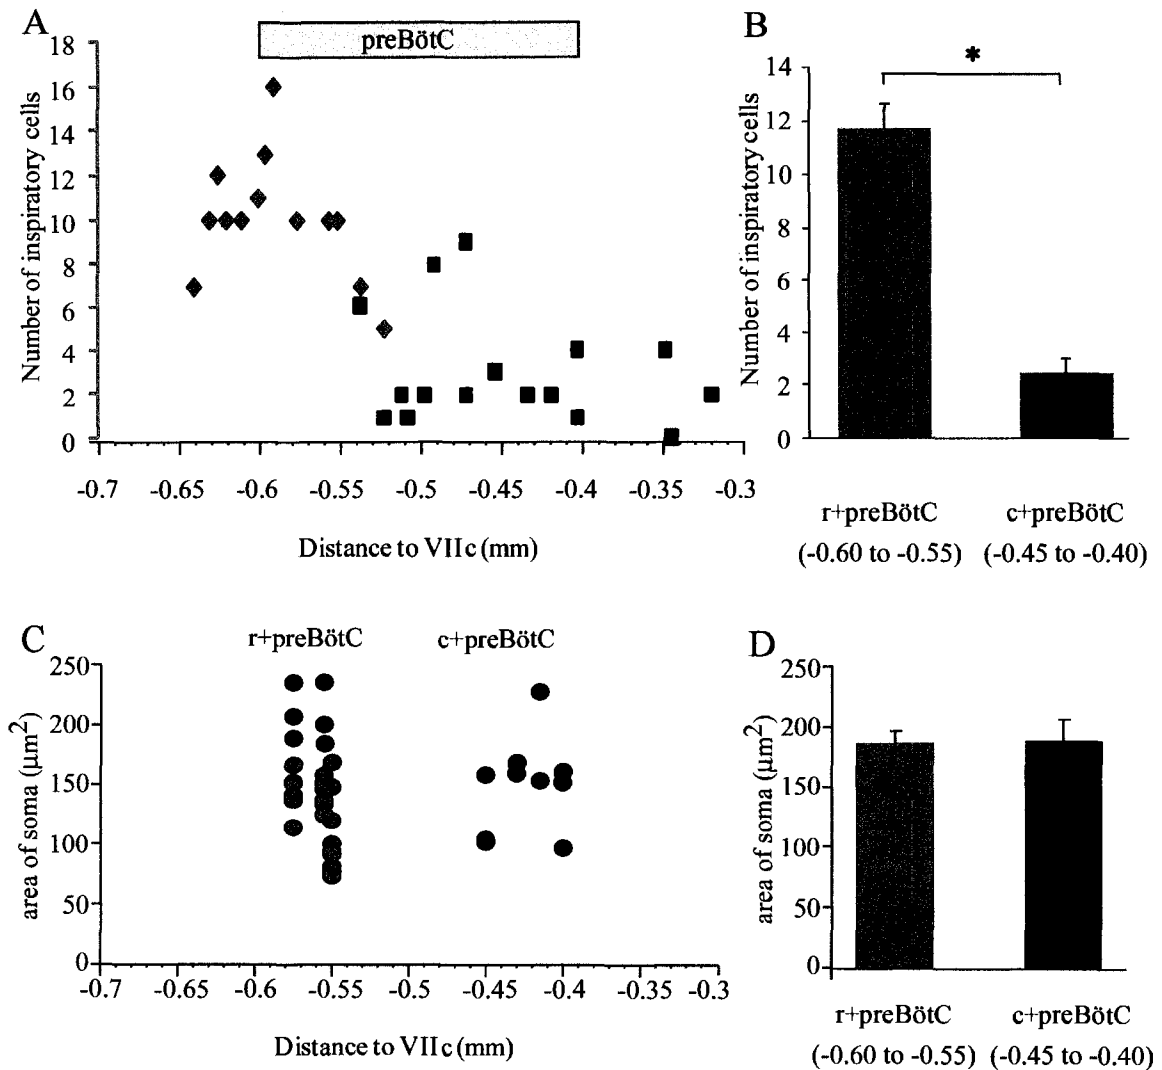 A
preBötC
Number of inspiratory cells
18
16
14
12
10
8
6
4
2
0
-0.7 -0.65 -0.6 -0.55 -0.5 -0.45 -0.4 -0.35 -0.3
Distance to VIIc (mm)
B
*
Number of inspiratory cells
14
12
10
8
6
4
2
0
r+preBötC c+preBötC
(-0.60 to -0.55) (-0.45 to -0.40)
C
r+preBötC c+preBötC
area of soma (µm²)
250
200
150
100
50
0
-0.7 -0.65 -0.6 -0.55 -0.5 -0.45 -0.4 -0.35 -0.3
Distance to VIIc (mm)
D
area of soma (µm²)
250
200
150
100
50
0
r+preBötC c+preBötC
(-0.60 to -0.55) (-0.45 to -0.40)